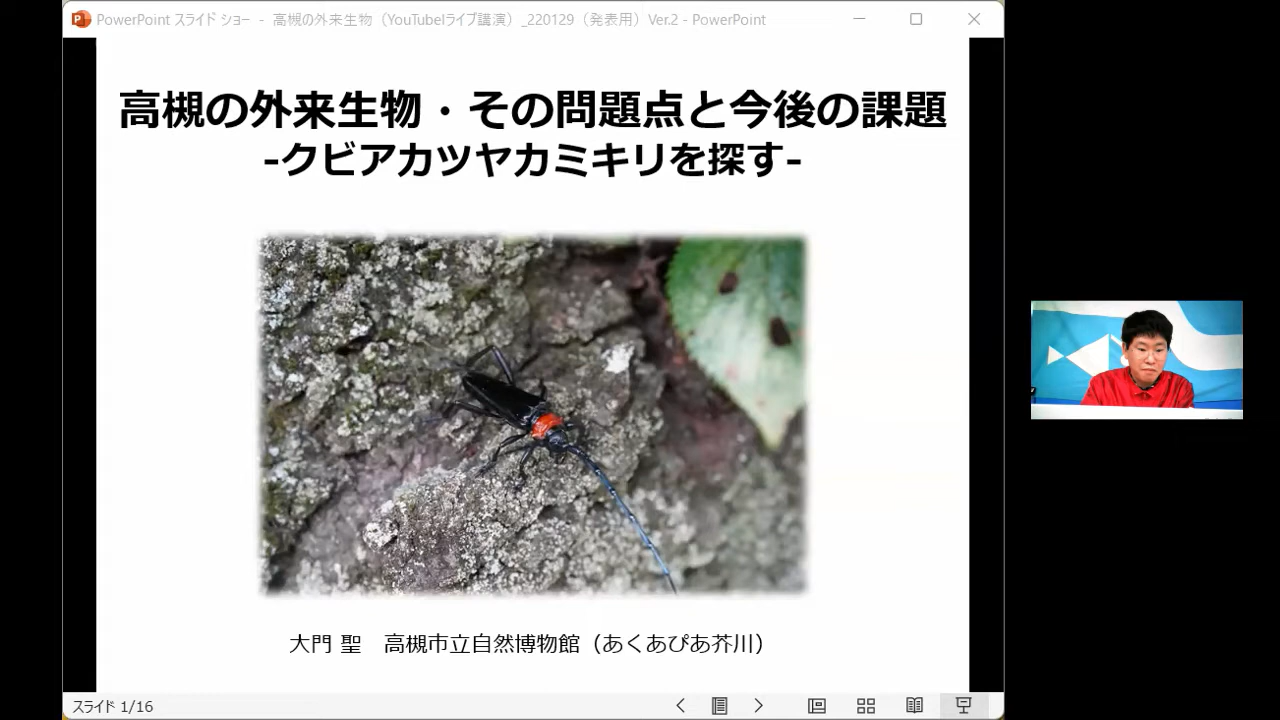 PowerPoint スライド ショー - 高槻の外来生物（YouTubeIライブ講演）_220129（発表用）Ver.2 - PowerPoint
高槻の外来生物・その問題点と今後の課題
-クビアカツヤカミキリを探す-
大門 聖　高槻市立自然博物館（あくあぴあ芥川）
スライド 1/16